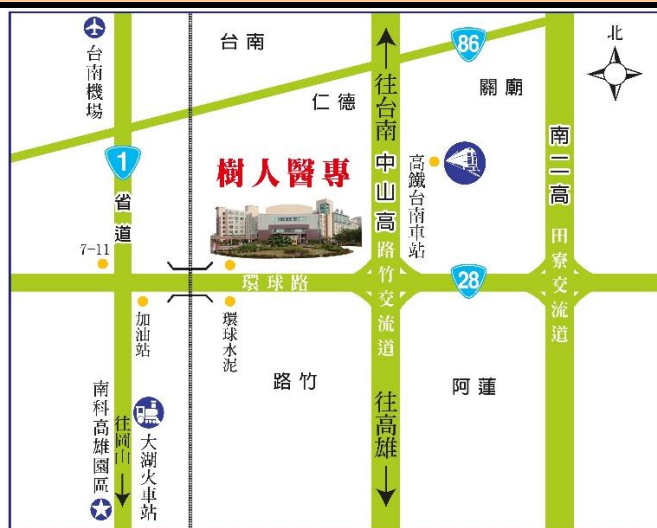 北
台南
86
台南機場
往台南
關廟
仁德
1
省道
樹人醫專
中山高
高鐵台南車站
南二高
7-11
環球路
路竹交流道
28
田寮交流道
加油站
環球水泥
路竹
阿蓮
南科高雄園區
往岡山
大湖火車站
往高雄